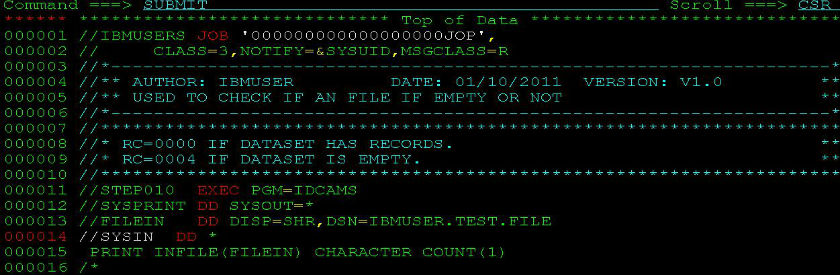 Command ===> SUBMIT Scroll ===> CSR
****** ***************************** Top of Data ******************************
000001 //IBMUSERS JOB '00000000000000000000JOP',
000002 //      CLASS=3,NOTIFY=&SYSUID,MSGCLASS=R
000003 //*-------------------------------------------------------------------*
000004 //** AUTHOR: IBMUSER        DATE: 01/10/2011  VERSION: V1.0          **
000005 //** USED TO CHECK IF AN FILE IF EMPTY OR NOT                        **
000006 //*-------------------------------------------------------------------*
000007 //*********************************************************************
000008 //* RC=0000 IF DATASET HAS RECORDS.                                  **
000009 //* RC=0004 IF DATASET IS EMPTY.                                     **
000010 //*********************************************************************
000011 //STEP010  EXEC PGM=IDCAMS
000012 //SYSPRINT DD SYSOUT=*
000013 //FILEIN   DD DISP=SHR,DSN=IBMUSER.TEST.FILE
000014 //SYSIN  DD *
000015  PRINT INFILE(FILEIN) CHARACTER COUNT(1)
000016 /*